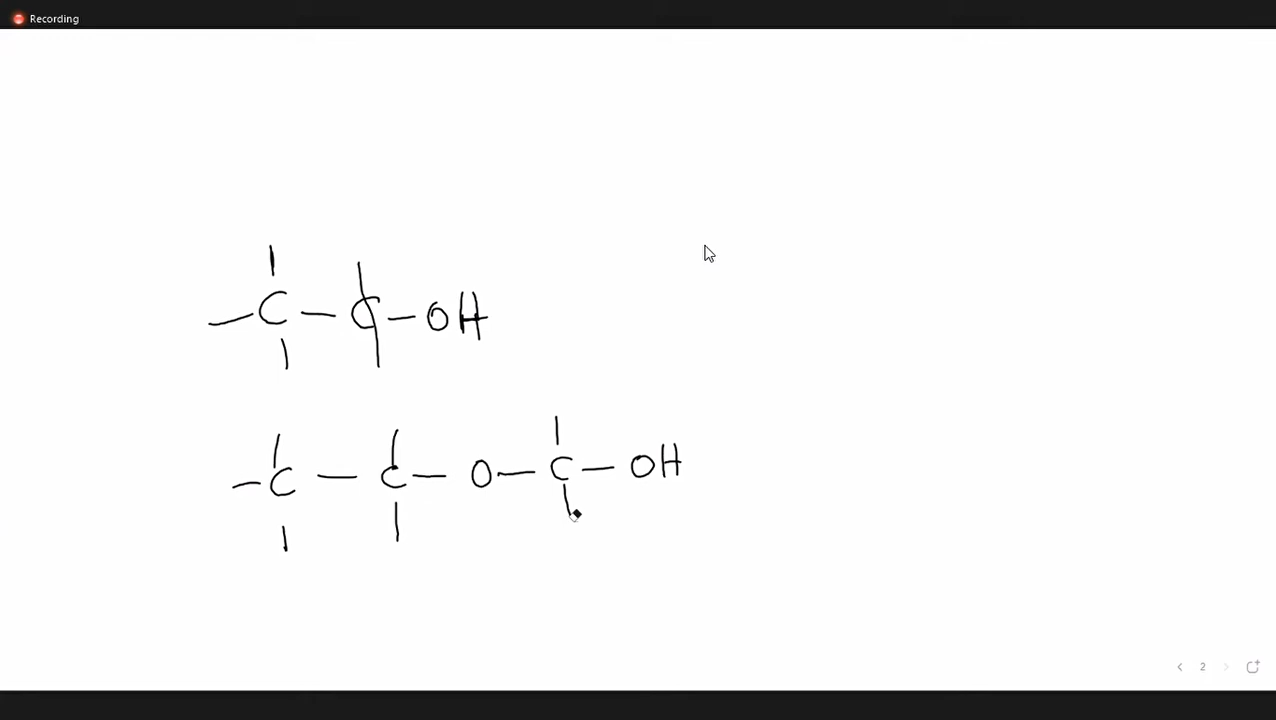 Recording
C — C — OH
— C — C — O — C — OH
2